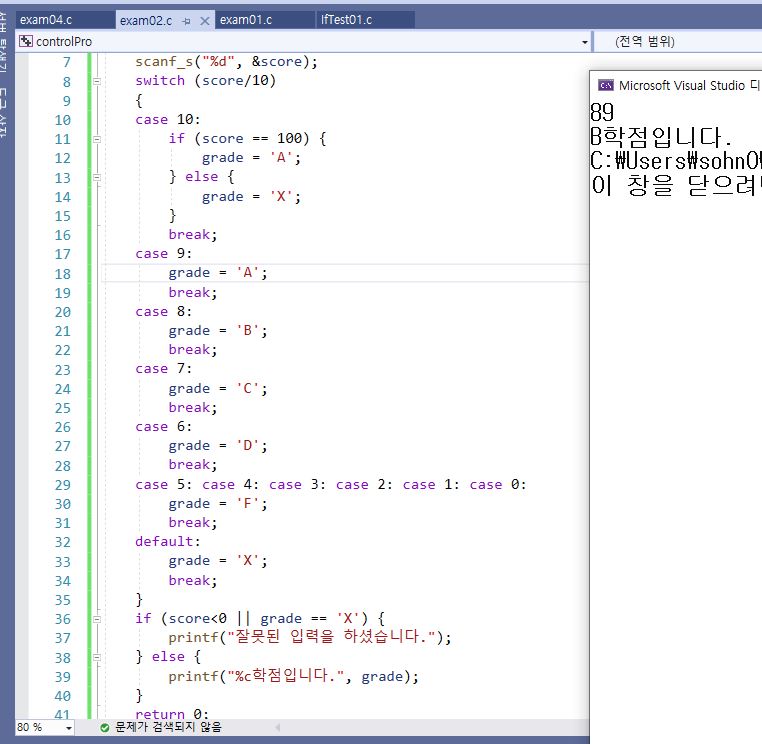 exam04.c exam02.c exam01.c IfTest01.c
controlPro (전역 범위)
7 scanf_s("%d", &score);
8 switch (score/10)
9 {
10 case 10:
11 if (score == 100) {
12 grade = 'A';
13 } else {
14 grade = 'X';
15 }
16 break;
17 case 9:
18 grade = 'A';
19 break;
20 case 8:
21 grade = 'B';
22 break;
23 case 7:
24 grade = 'C';
25 break;
26 case 6:
27 grade = 'D';
28 break;
29 case 5: case 4: case 3: case 2: case 1: case 0:
30 grade = 'F';
31 break;
32 default:
33 grade = 'X';
34 break;
35 }
36 if (score<0 || grade == 'X') {
37 printf("잘못된 입력을 하셨습니다.");
38 } else {
39 printf("%c학점입니다.", grade);
40 }
41 return 0;
80 % 문제가 검색되지 않음
Microsoft Visual Studio 디
89
B학점입니다.
C:₩Users₩sohn0₩
이 창을 닫으려